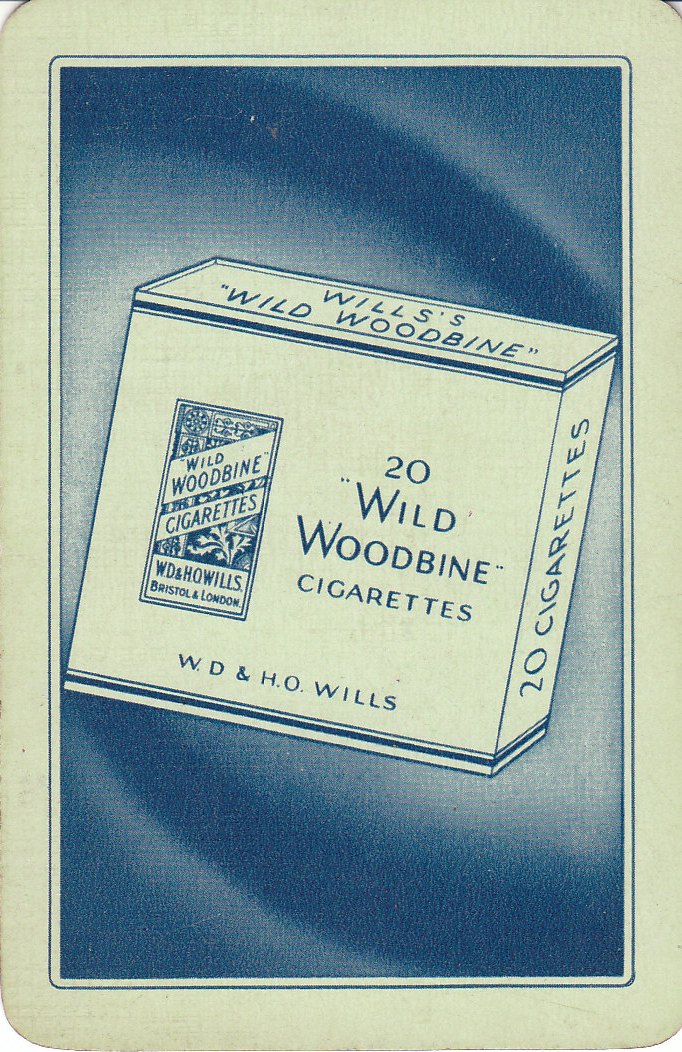 WILLS'S
"WILD WOODBINE"
"WILD
WOODBINE"
CIGARETTES
W.D&H.O.WILLS.
BRISTOL & LONDON.
20
"WILD
WOODBINE"
CIGARETTES
W.D & H.O. WILLS
20 CIGARETTES